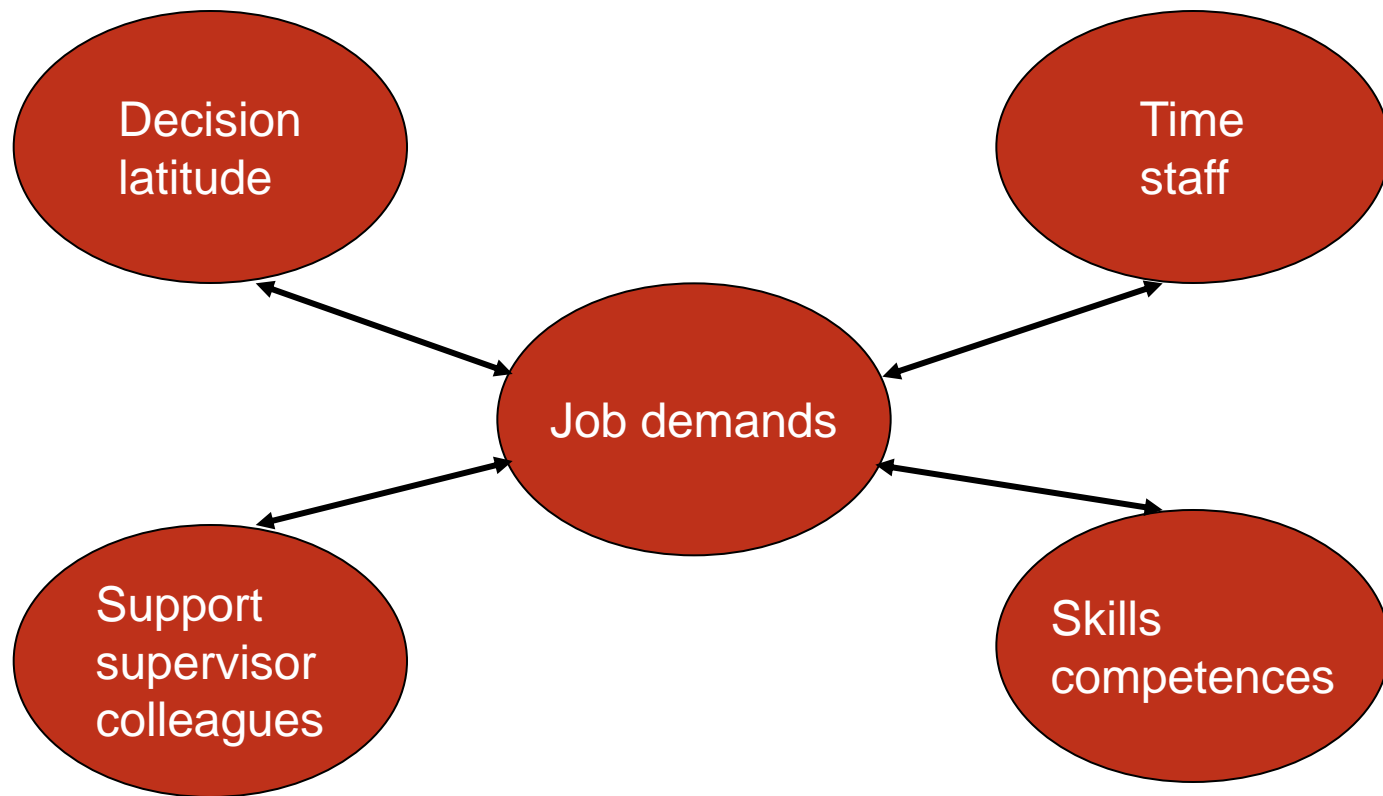 Decision
latitude
Time
staff
Job demands
Support
supervisor
colleagues
Skills
competences